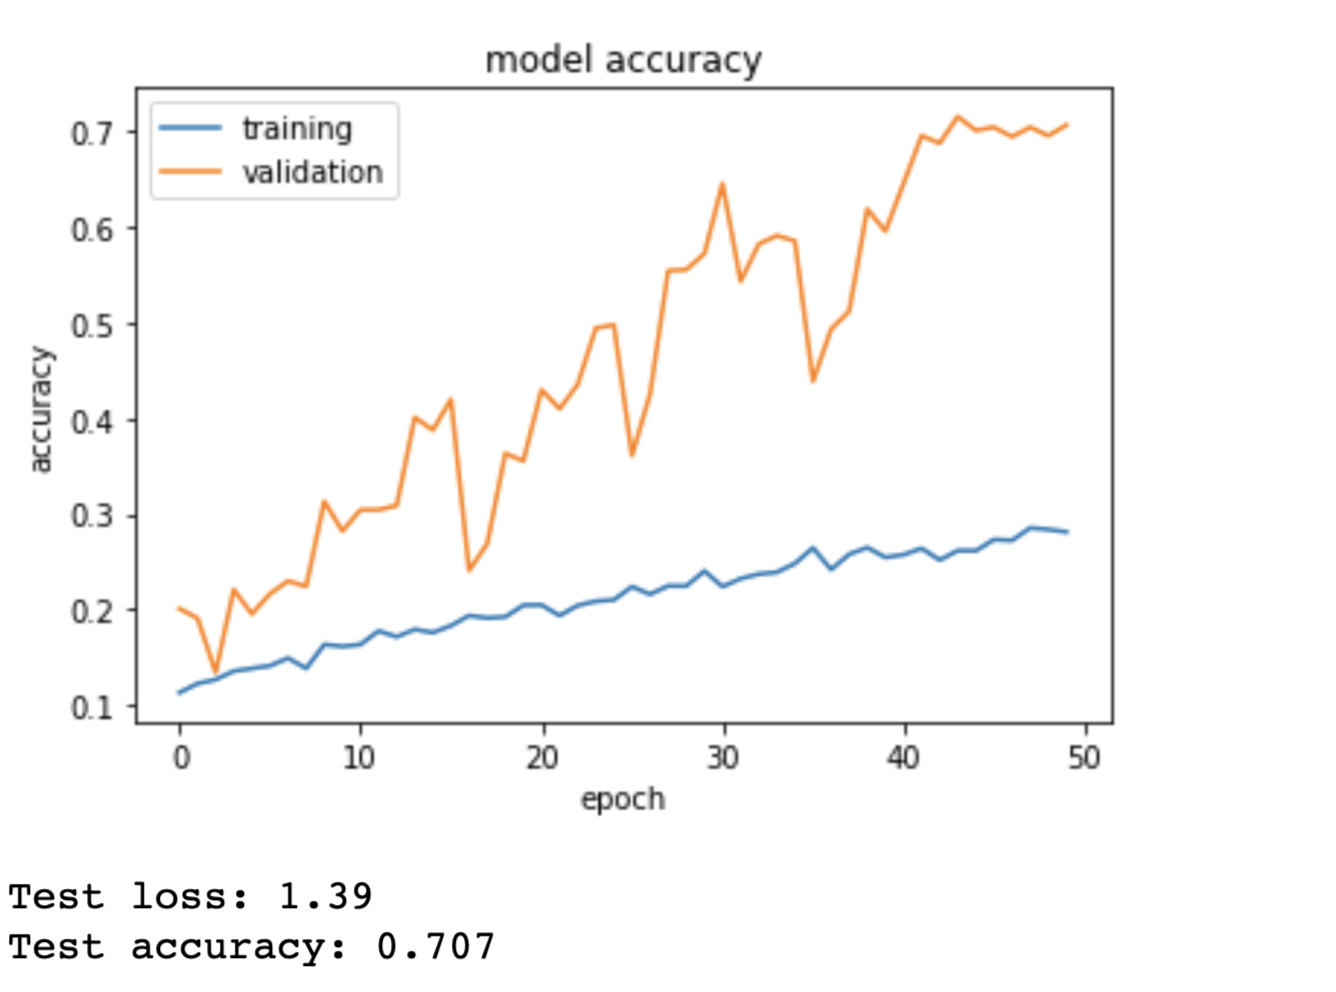 model accuracy
training
validation
0.7
0.6
0.5
0.4
0.3
0.2
0.1
accuracy
0 10 20 30 40 50
epoch
Test loss: 1.39
Test accuracy: 0.707